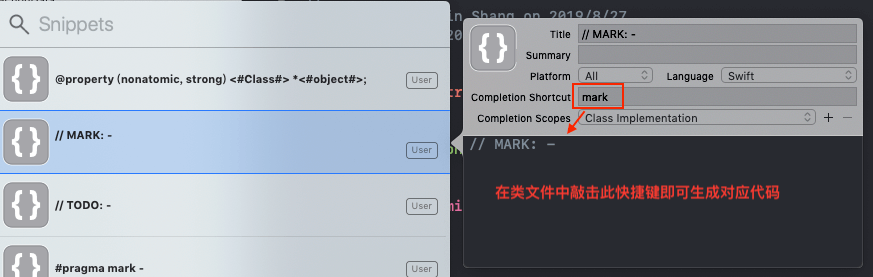 Snippets
@property (nonatomic, strong) <#Class#> *<#object#>;
User
// MARK: -
User
// TODO: -
User
#pragma mark -
User
in Shang on 2019/8/27
Title
// MARK: -
Summary
Platform
All
Language
Swift
Completion Shortcut
mark
Completion Scopes
Class Implementation
// MARK: -
在类文件中敲击此快捷键即可生成对应代码